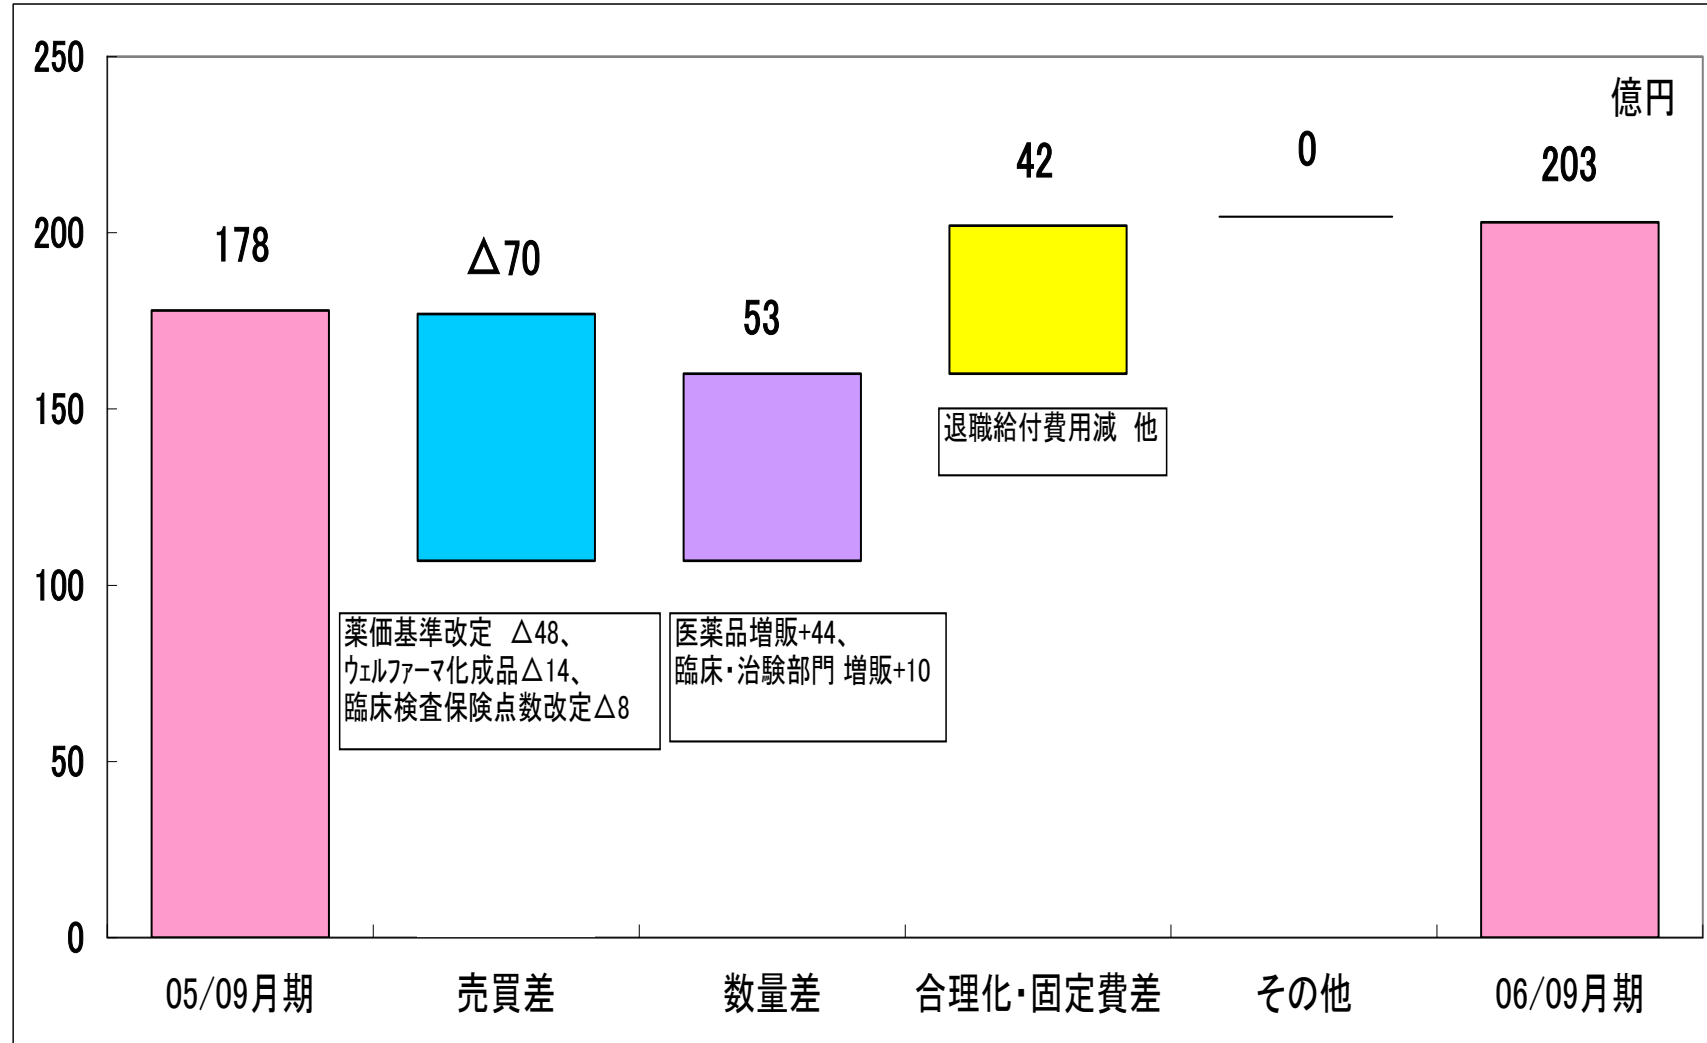 250
億円
200
150
100
50
0
178
△70
53
42
0
203
退職給付費用減 他
薬価基準改定 △48、
ウェルファーマ化成品△14、
臨床検査保険点数改定△8
医薬品増販+44、
臨床・治験部門 増販+10
05/09月期
売買差
数量差
合理化・固定費差
その他
06/09月期